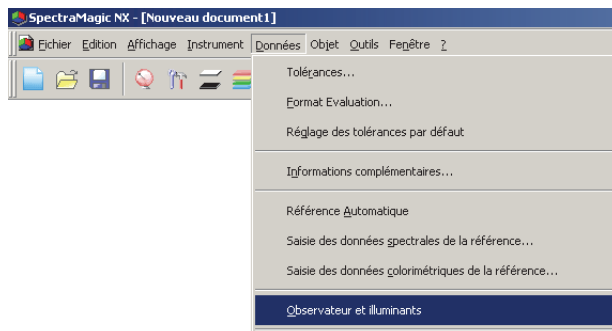 SpectraMagic NX - [Nouveau document1]
Fichier Edition Affichage Instrument Données Objet Outils Fenêtre ?
Tolérances...
Format Evaluation...
Réglage des tolérances par défaut
Informations complémentaires...
Référence Automatique
Saisie des données spectrales de la référence...
Saisie des données colorimétriques de la référence...
Observateur et illuminants